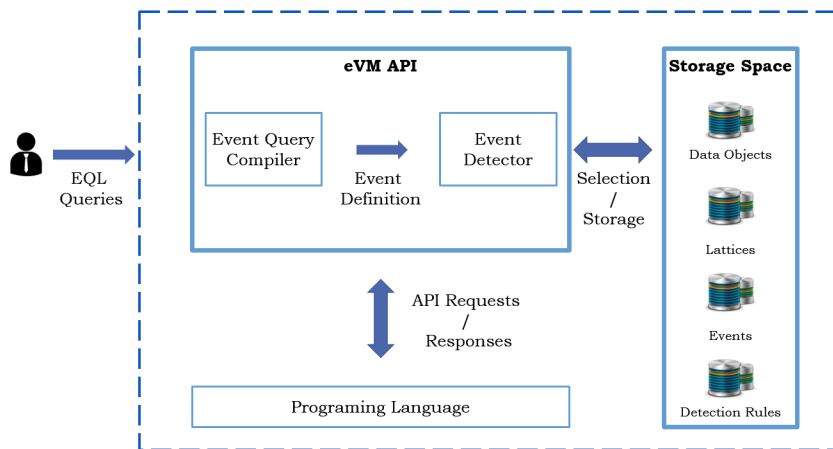 eVM API
Storage Space
Event Query
Compiler
Event
Detector
Event
Definition
EQL
Queries
Selection
/
Storage
Data Objects
Lattices
Events
Detection Rules
API Requests
/
Responses
Programing Language